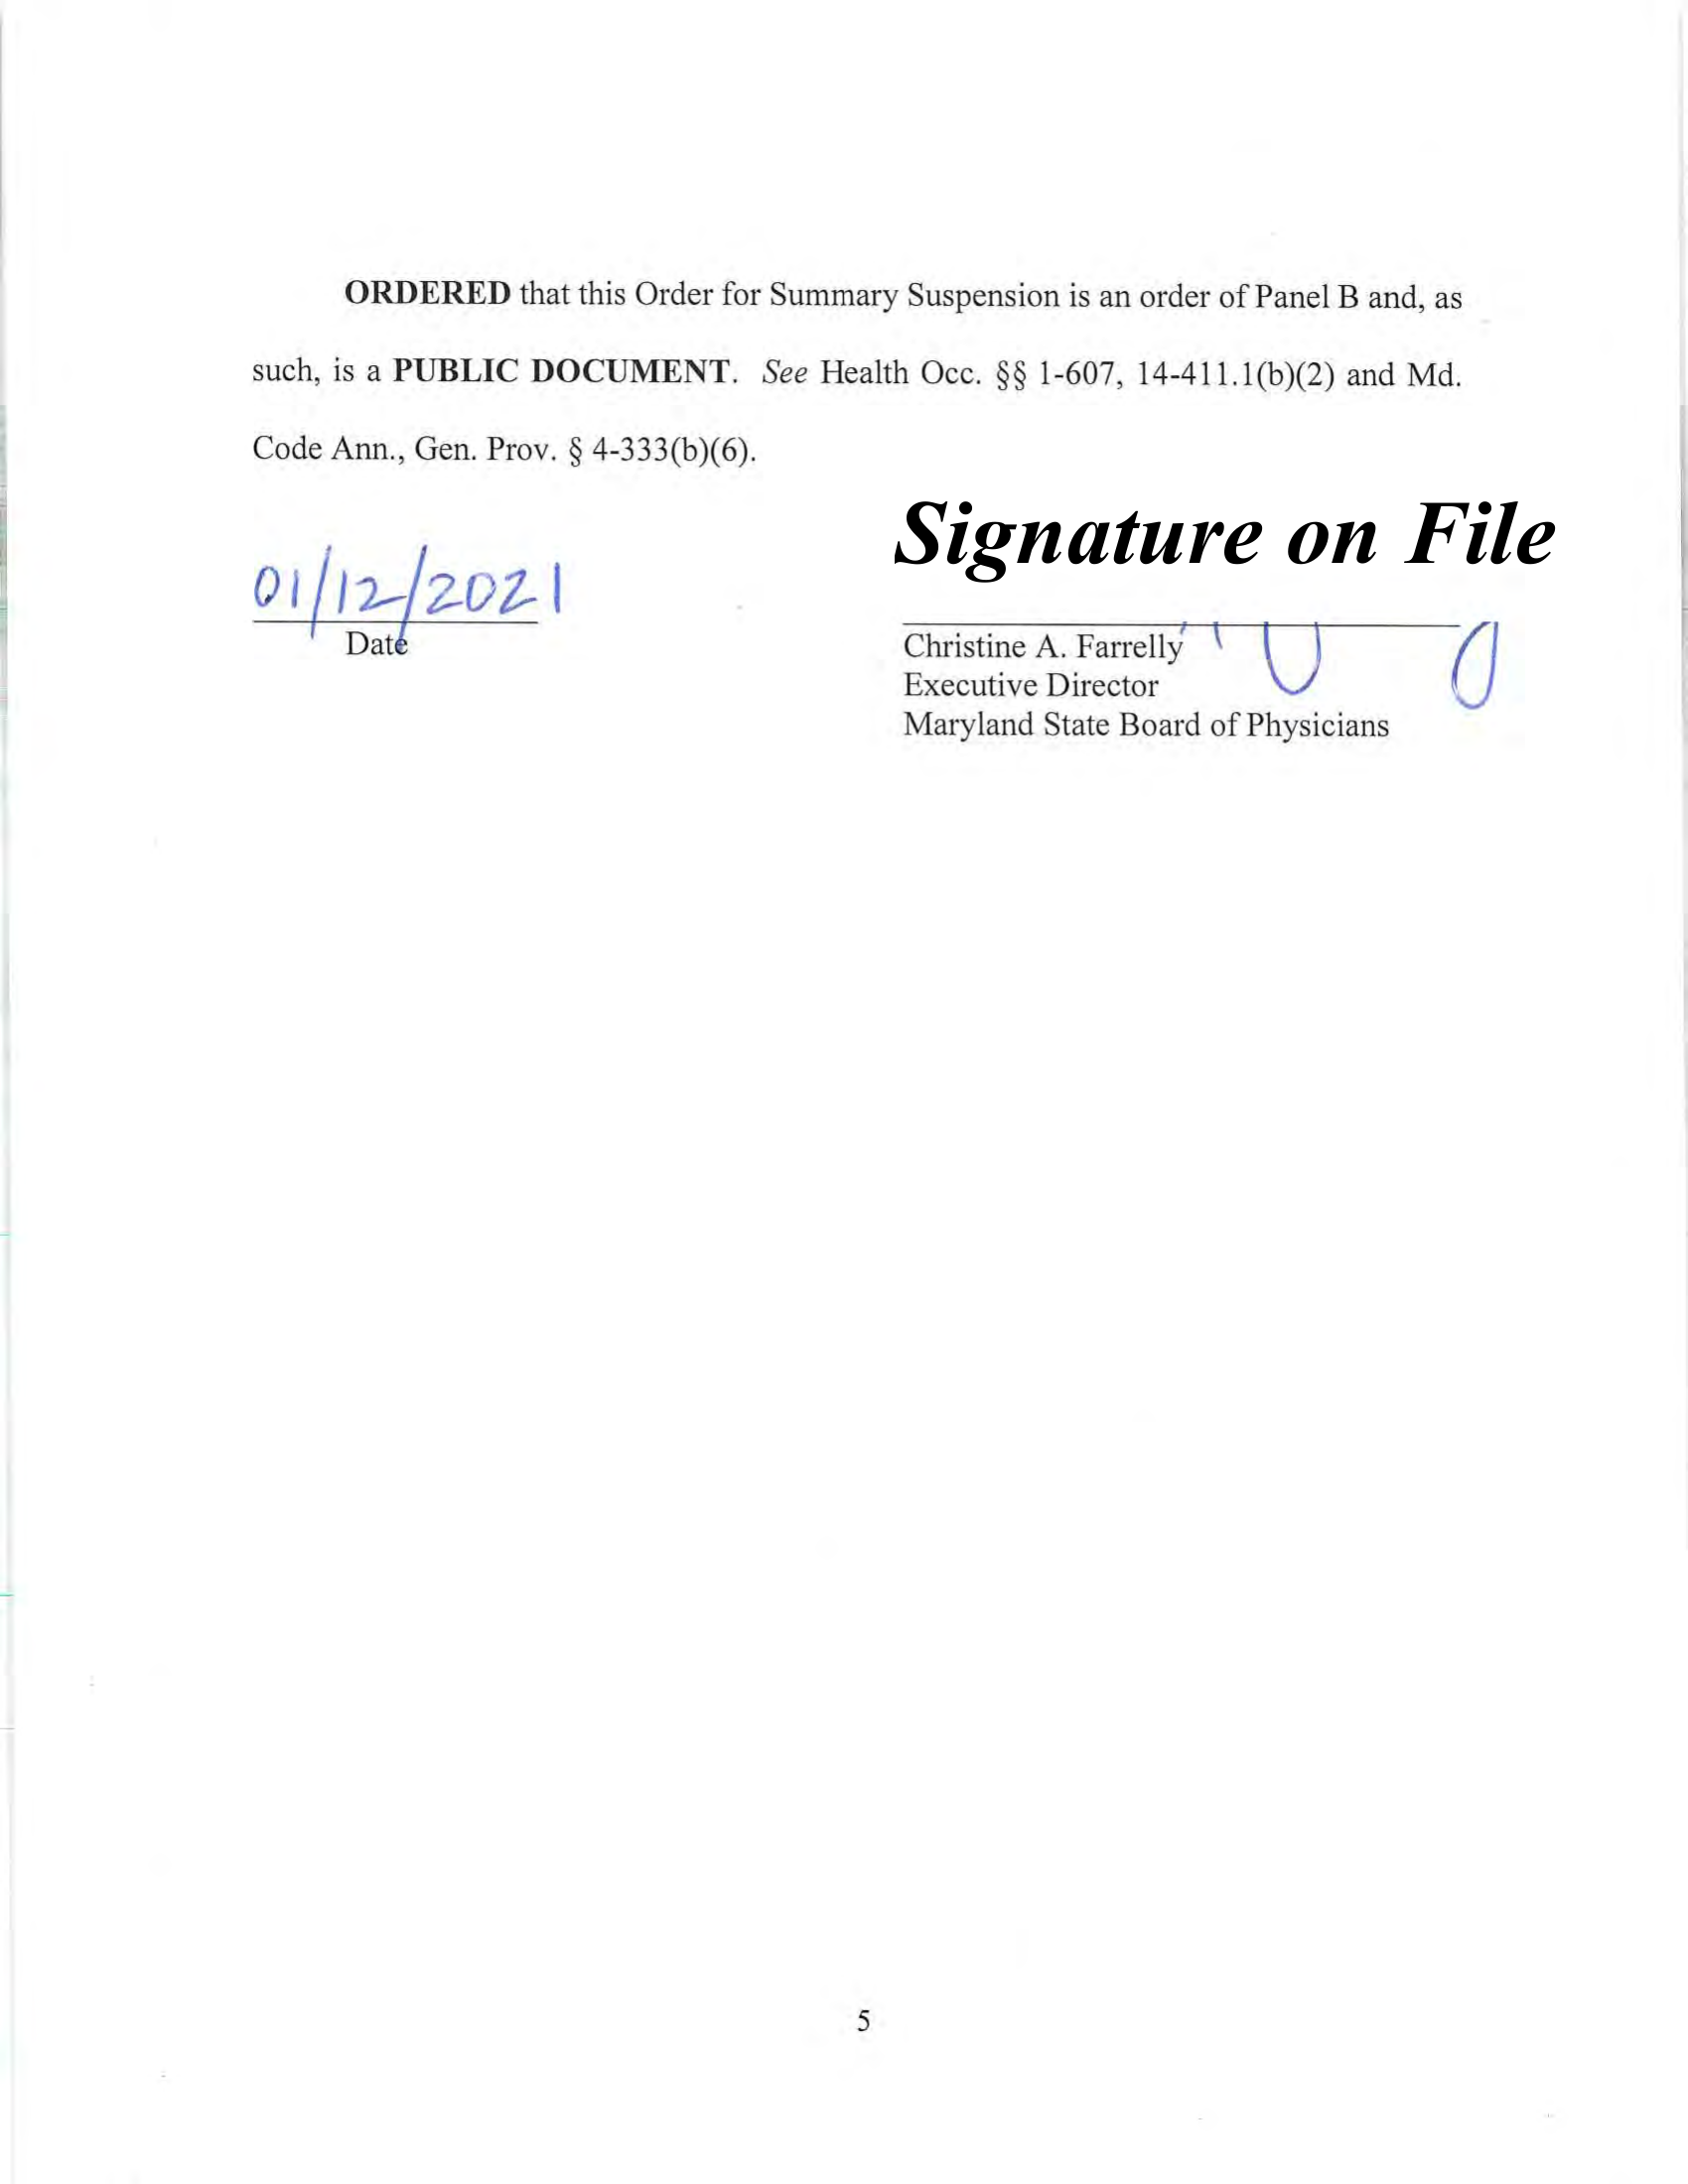 ORDERED that this Order for Summary Suspension is an order of Panel B and, as
such, is a PUBLIC DOCUMENT. See Health Occ. §§ 1-607, 14-411.1(b)(2) and Md.
Code Ann., Gen. Prov. § 4-333(b)(6).
Signature on File
01/12/2021
Date
Christine A. Farrelly
Executive Director
Maryland State Board of Physicians
5